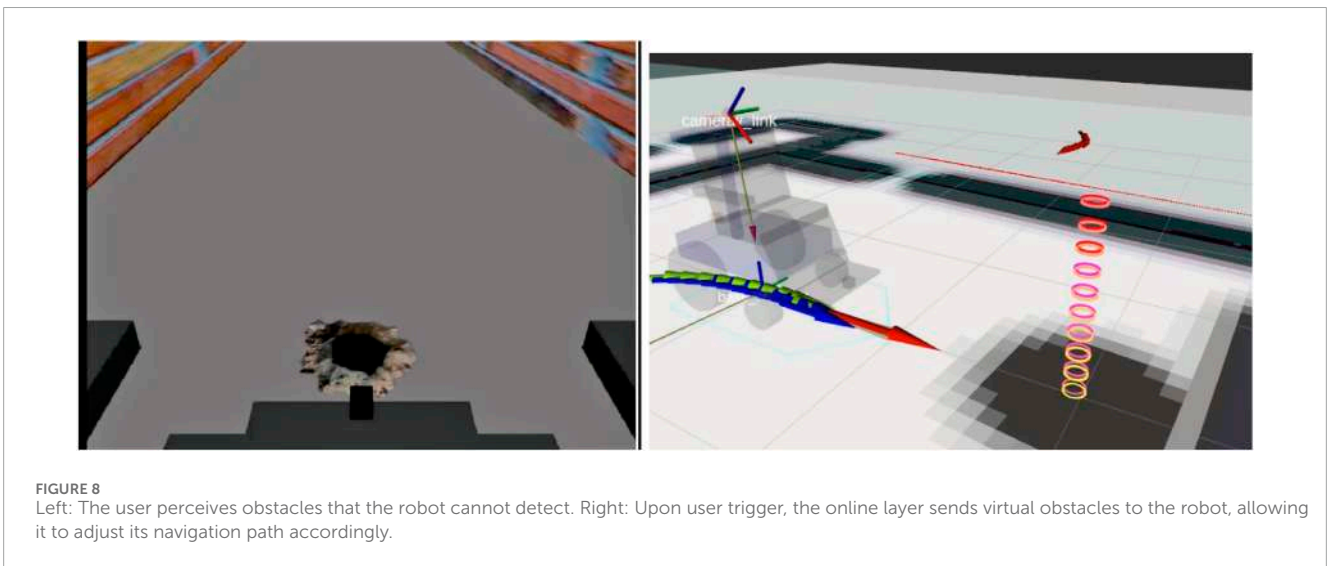 camera_link
FIGURE 8
Left: The user perceives obstacles that the robot cannot detect. Right: Upon user trigger, the online layer sends virtual obstacles to the robot, allowing
it to adjust its navigation path accordingly.